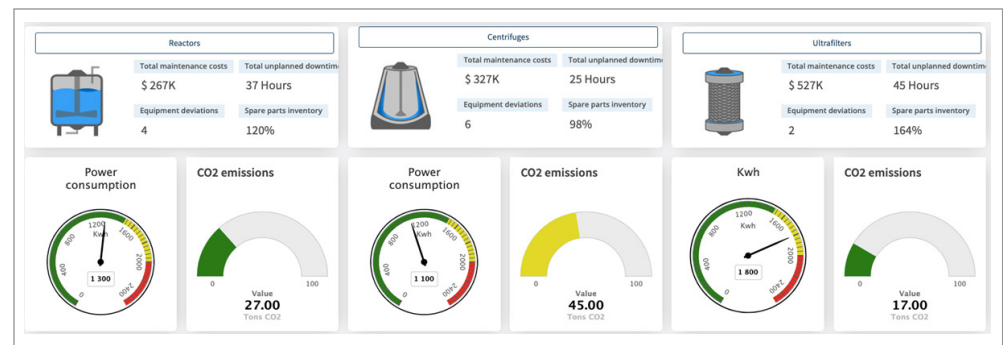 Reactors
Total maintenance costs Total unplanned downtim
$ 267K 37 Hours
Equipment deviations Spare parts inventory
4 120%
Centrifuges
Total maintenance costs Total unplanned downtim
$ 327K 25 Hours
Equipment deviations Spare parts inventory
6 98%
Ultrafilters
Total maintenance costs Total unplanned downtim
$ 527K 45 Hours
Equipment deviations Spare parts inventory
2 164%
Power
consumption
0 400 800 1200 1600 2000 2400
Kwh
1 300
CO2 emissions
0 100
Value
27.00
Tons CO2
Power
consumption
0 400 800 1200 1600 2000 2400
Kwh
1 100
CO2 emissions
0 100
Value
45.00
Tons CO2
Kwh
0 400 800 1200 1600 2000 2400
Kwh
1 800
CO2 emissions
0 100
Value
17.00
Tons CO2